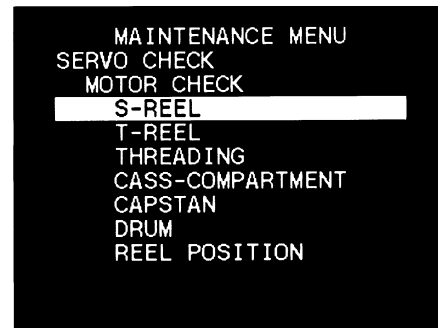 MAINTENANCE MENU
SERVO CHECK
MOTOR CHECK
S-REEL
T-REEL
THREADING
CASS-COMPARTMENT
CAPSTAN
DRUM
REEL POSITION